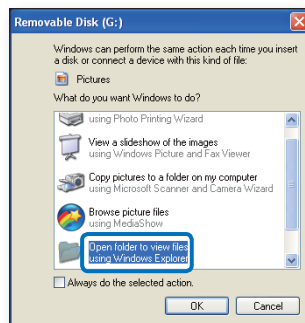 Removable Disk (G:)
Windows can perform the same action each time you insert
a disk or connect a device with this kind of file:
Pictures
What do you want Windows to do?
using Photo Printing Wizard
View a slideshow of the images
using Windows Picture and Fax Viewer
Copy pictures to a folder on my computer
using Microsoft Scanner and Camera Wizard
Browse picture files
using MediaShow
Open folder to view files
using Windows Explorer
Always do the selected action.
OK
Cancel